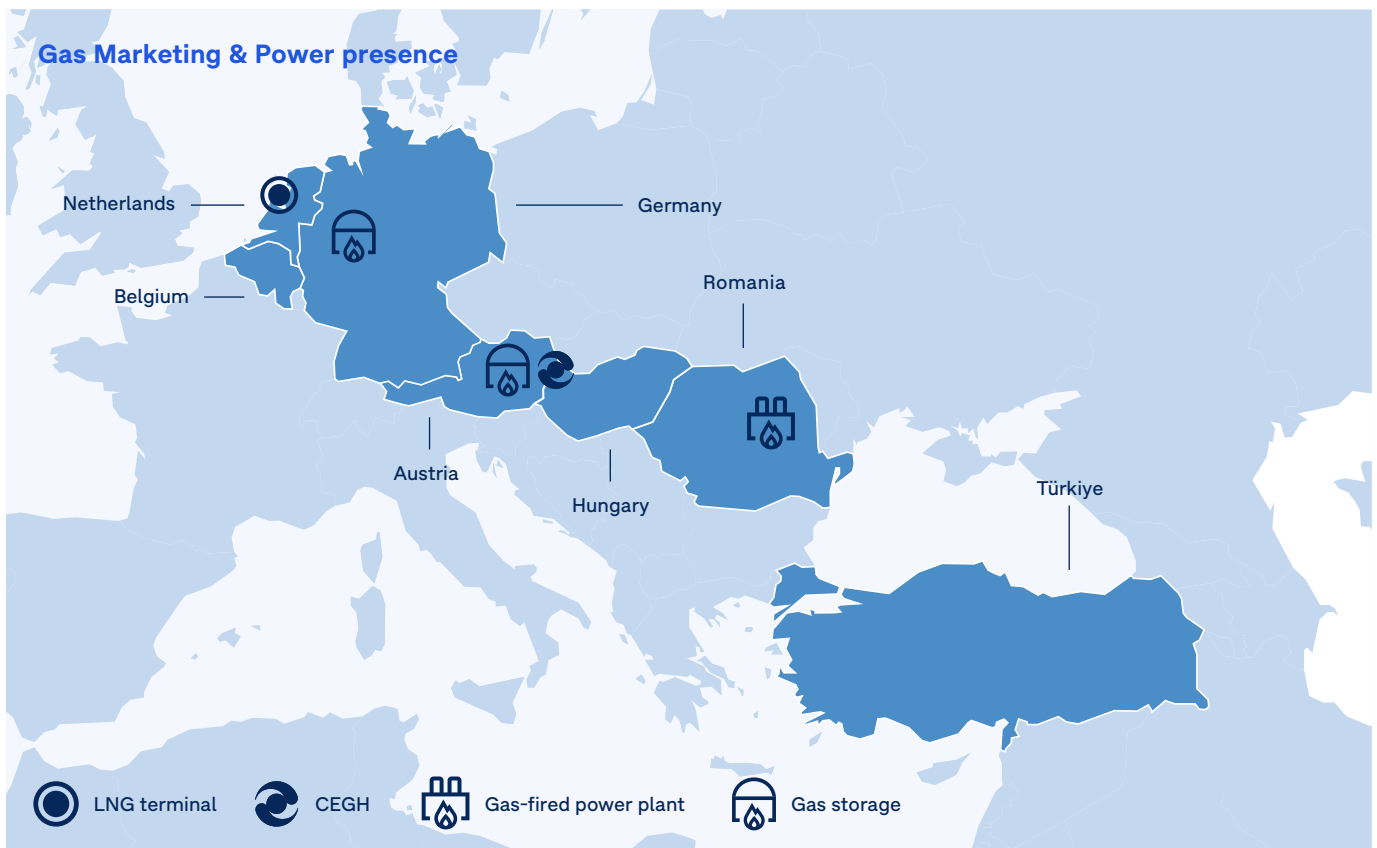 Gas Marketing & Power presence
Netherlands
Germany
Belgium
Romania
Austria
Hungary
Türkiye
LNG terminal
CEGH
Gas-fired power plant
Gas storage